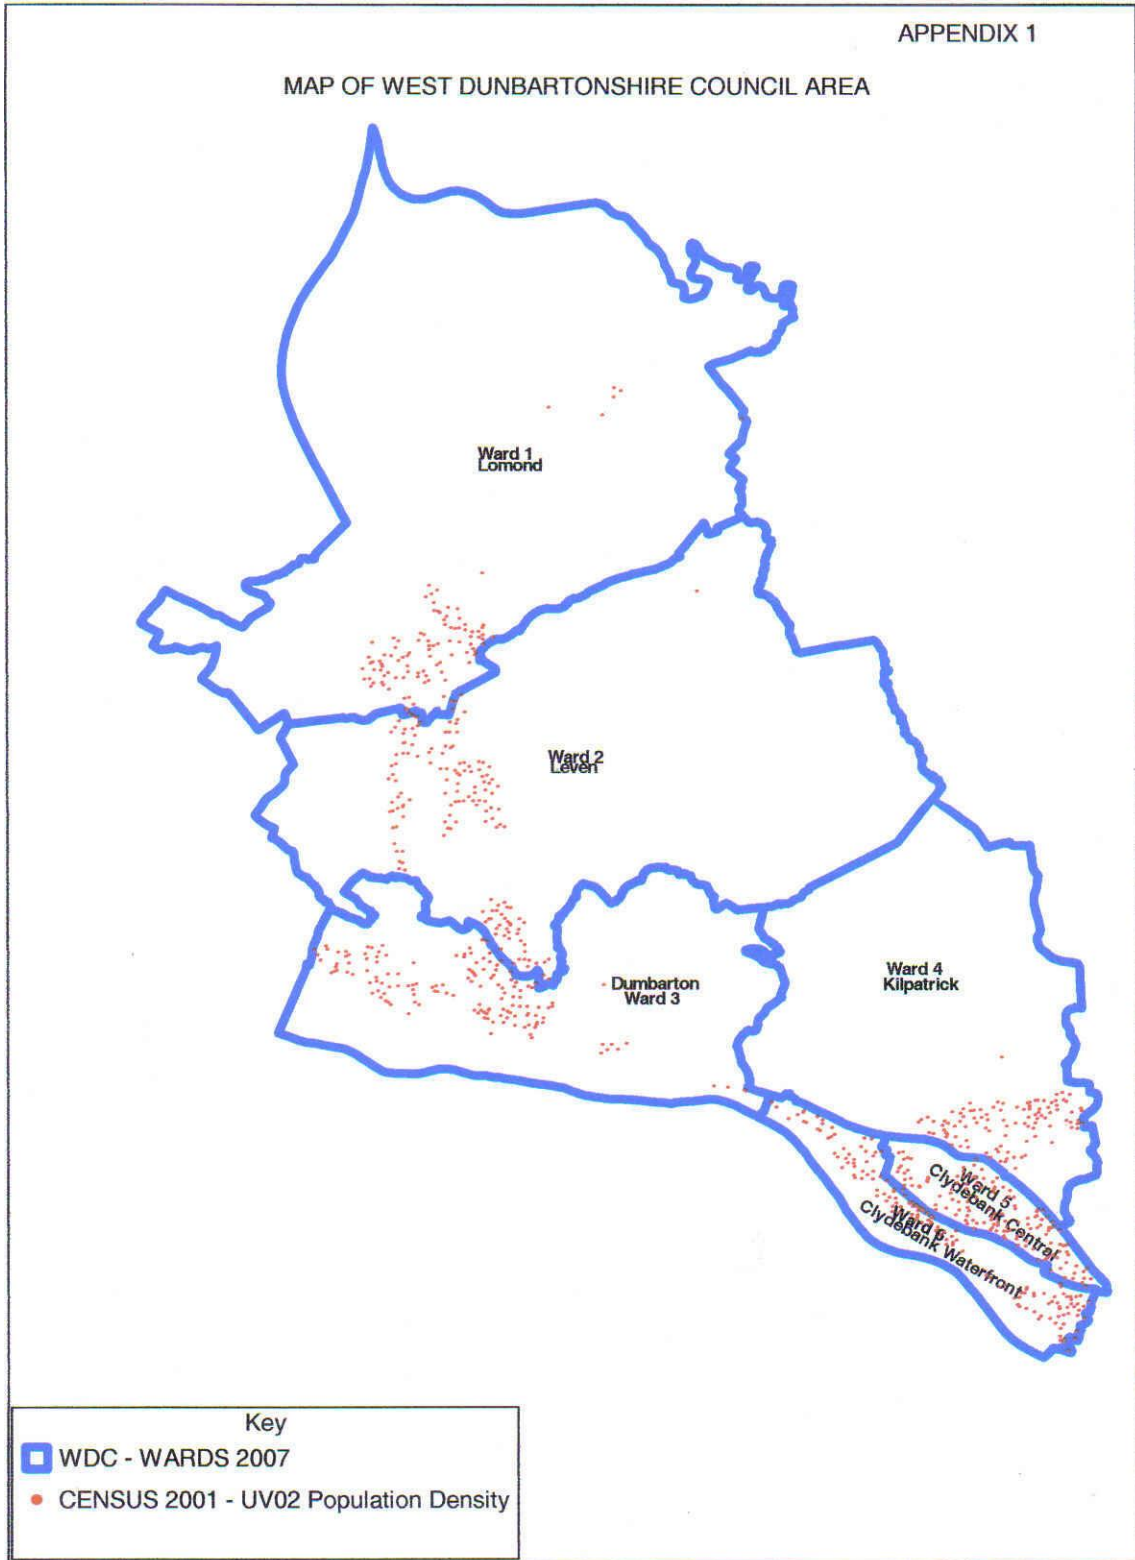 APPENDIX 1
MAP OF WEST DUNBARTONSHIRE COUNCIL AREA
Ward 1
Lomond
Ward 2
Leven
Dumbarton
Ward 3
Ward 4
Kilpatrick
Ward 5
Clydebank Central
Ward 6
Clydebank Waterfront
Key
WDC - WARDS 2007
CENSUS 2001 - UV02 Population Density